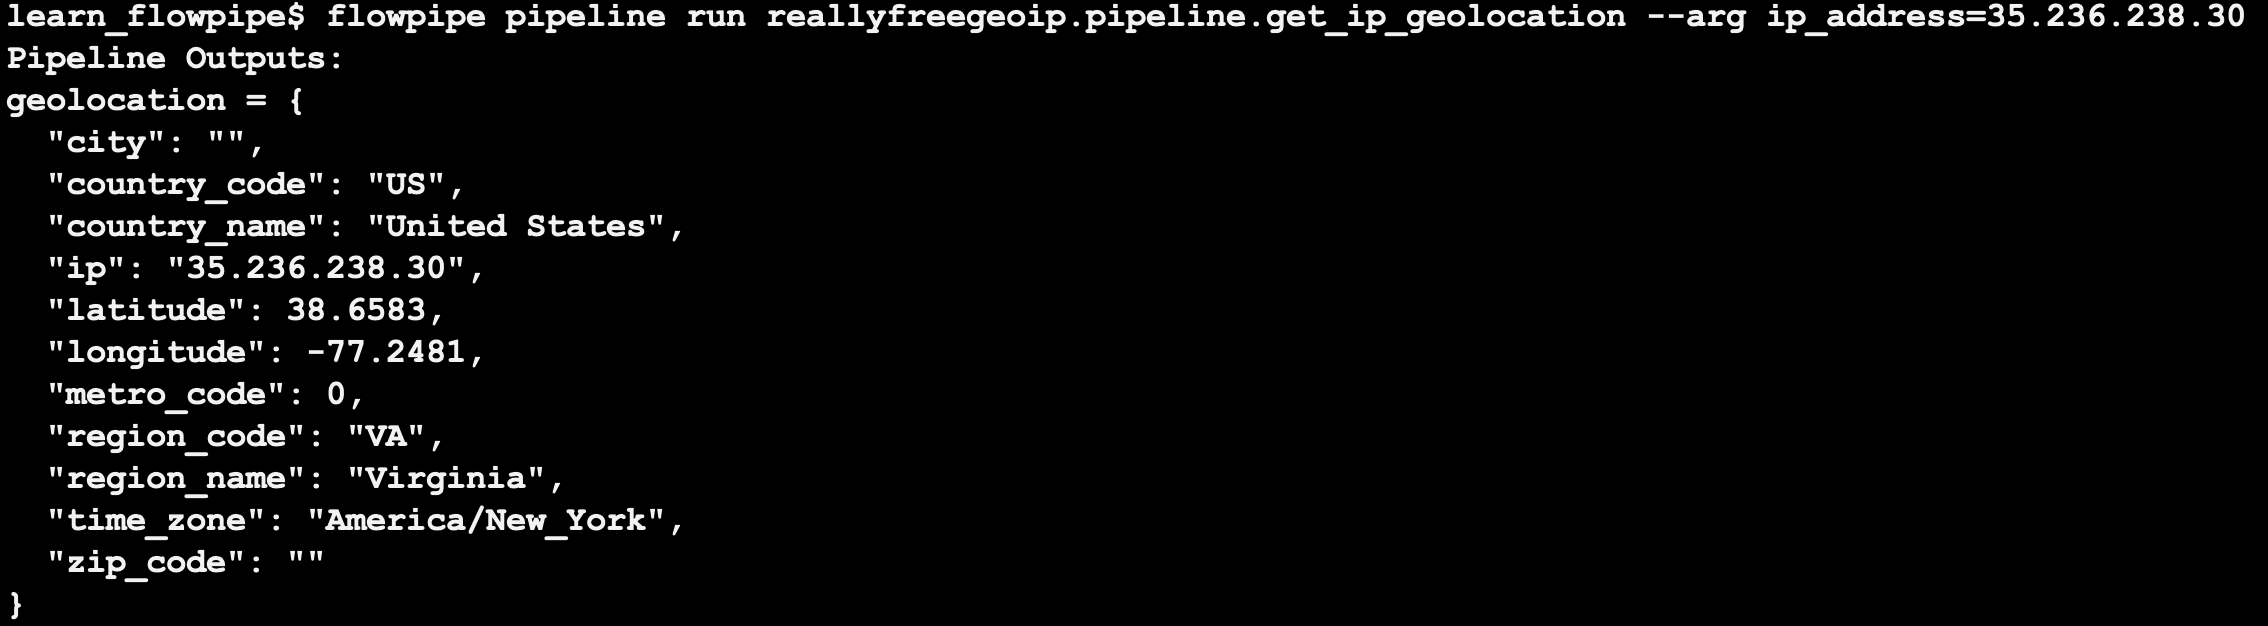 learn_flowpipe$ flowpipe pipeline run reallyfreegeoip.pipeline.get_ip_geolocation --arg ip_address=35.236.238.30
Pipeline Outputs:
geolocation = {
  "city": "",
  "country_code": "US",
  "country_name": "United States",
  "ip": "35.236.238.30",
  "latitude": 38.6583,
  "longitude": -77.2481,
  "metro_code": 0,
  "region_code": "VA",
  "region_name": "Virginia",
  "time_zone": "America/New_York",
  "zip_code": ""
}